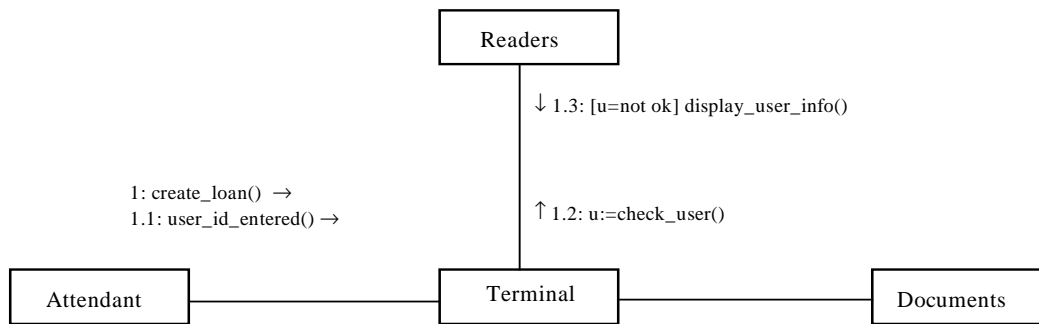 Readers
↓ 1.3: [u=not ok] display_user_info()
1: create_loan() →
1.1: user_id_entered() →
↑ 1.2: u:=check_user()
Attendant
Terminal
Documents